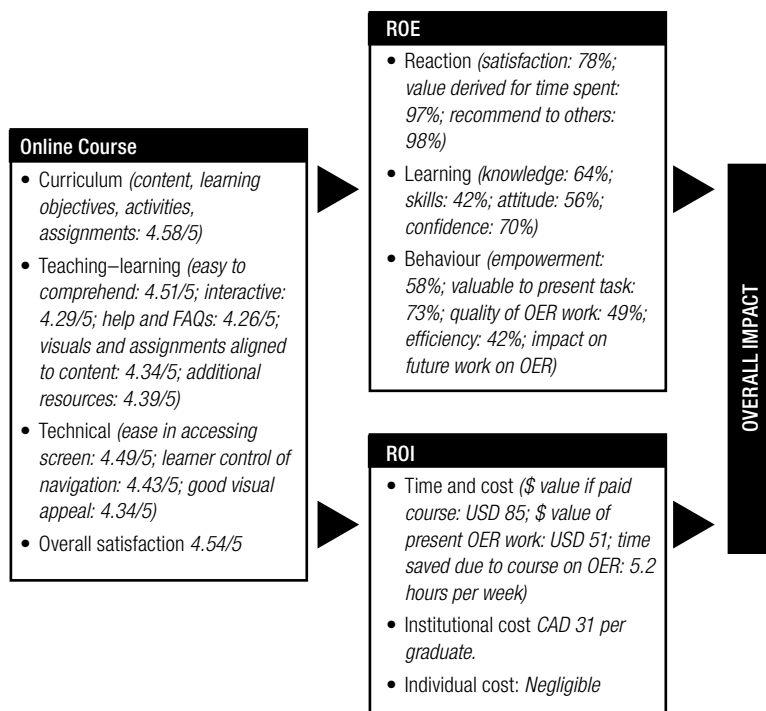 Online Course
• Curriculum (content, learning
objectives, activities,
assignments: 4.58/5)
• Teaching–learning (easy to
comprehend: 4.51/5; interactive:
4.29/5; help and FAQs: 4.26/5;
visuals and assignments aligned
to content: 4.34/5; additional
resources: 4.39/5)
• Technical (ease in accessing
screen: 4.49/5; learner control of
navigation: 4.43/5; good visual
appeal: 4.34/5)
• Overall satisfaction 4.54/5
ROE
• Reaction (satisfaction: 78%;
value derived for time spent:
97%; recommend to others:
98%)
• Learning (knowledge: 64%;
skills: 42%; attitude: 56%;
confidence: 70%)
• Behaviour (empowerment:
58%; valuable to present task:
73%; quality of OER work: 49%;
efficiency: 42%; impact on
future work on OER)
ROI
• Time and cost ($ value if paid
course: USD 85; $ value of
present OER work: USD 51; time
saved due to course on OER: 5.2
hours per week)
• Institutional cost CAD 31 per
graduate.
• Individual cost: Negligible
OVERALL IMPACT